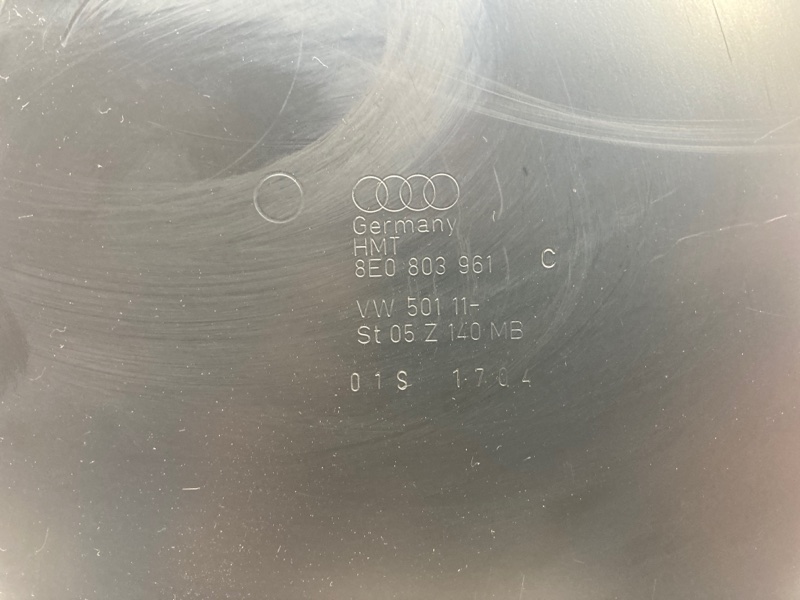 Germany
HMT
8E0 803 961 C
VW 501 11-
St 05 Z 140 MB
01S 1704